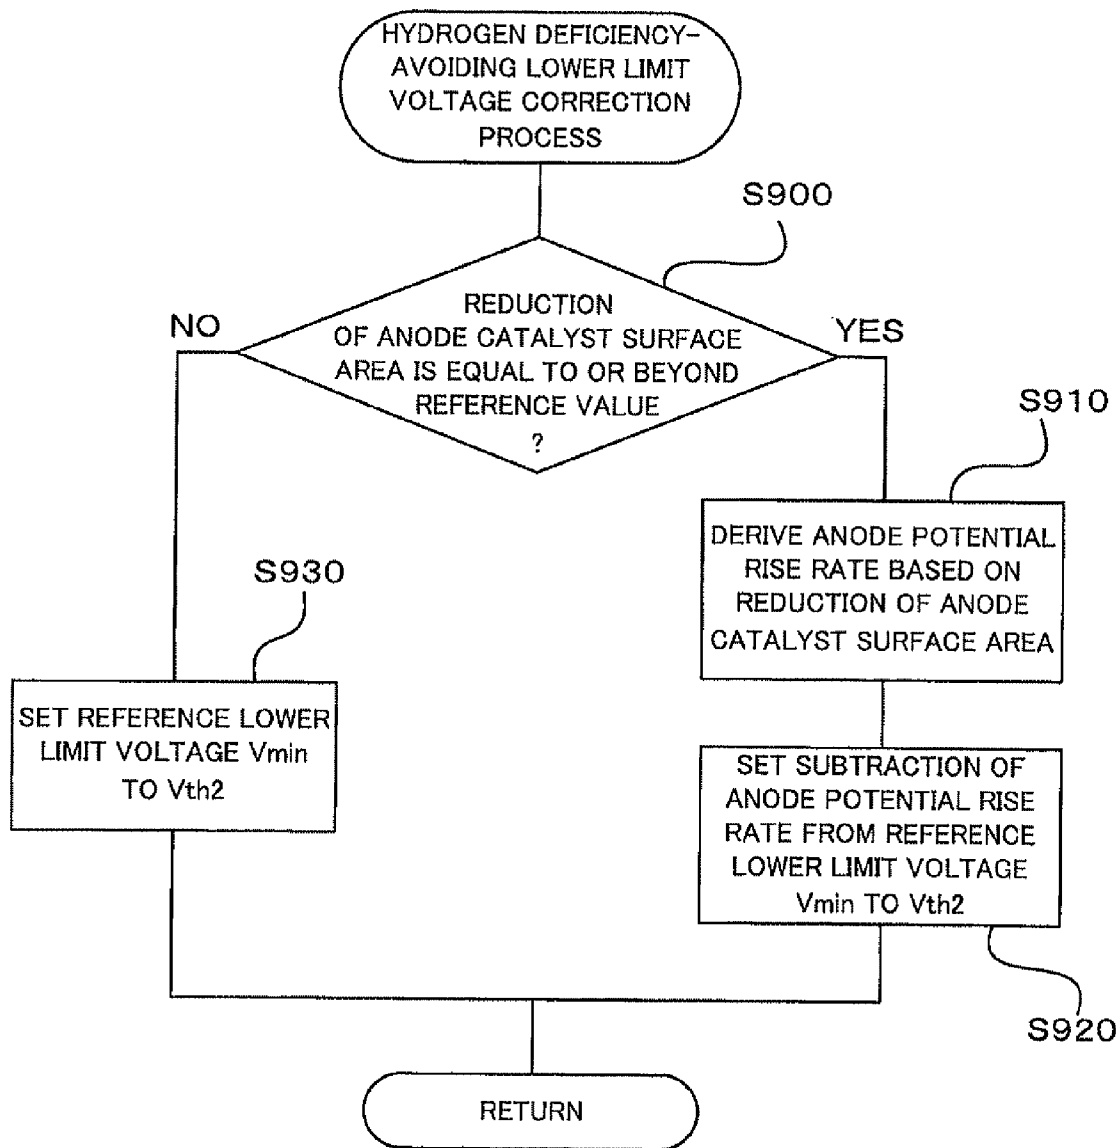 HYDROGEN DEFICIENCY-
AVOIDING LOWER LIMIT
VOLTAGE CORRECTION
PROCESS
S900
REDUCTION
OF ANODE CATALYST SURFACE
AREA IS EQUAL TO OR BEYOND
REFERENCE VALUE
?
NO
YES
S910
DERIVE ANODE POTENTIAL
RISE RATE BASED ON
REDUCTION OF ANODE
CATALYST SURFACE AREA
S930
SET REFERENCE LOWER
LIMIT VOLTAGE Vmin
TO Vth2
SET SUBTRACTION OF
ANODE POTENTIAL RISE
RATE FROM REFERENCE
LOWER LIMIT VOLTAGE
Vmin TO Vth2
S920
RETURN